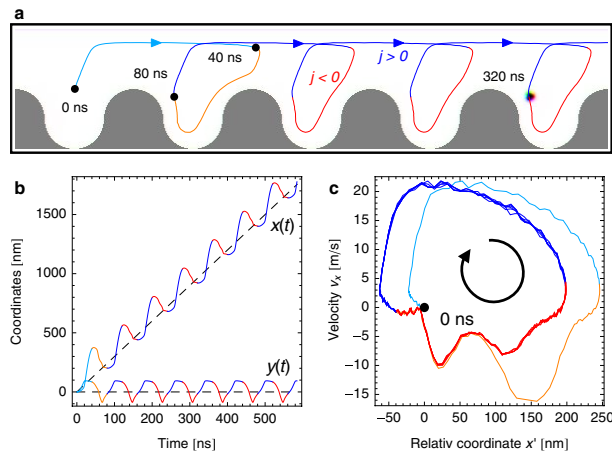 a
0 ns
80 ns
40 ns
j < 0
j > 0
320 ns
b
Coordinates [nm]
1500
1000
500
0
x(t)
y(t)
0 100 200 300 400 500
Time [ns]
c
Velocity vₓ [m/s]
20
15
10
5
0
−5
−10
−15
0 ns
−50 0 50 100 150 200 250
Relativ coordinate x' [nm]